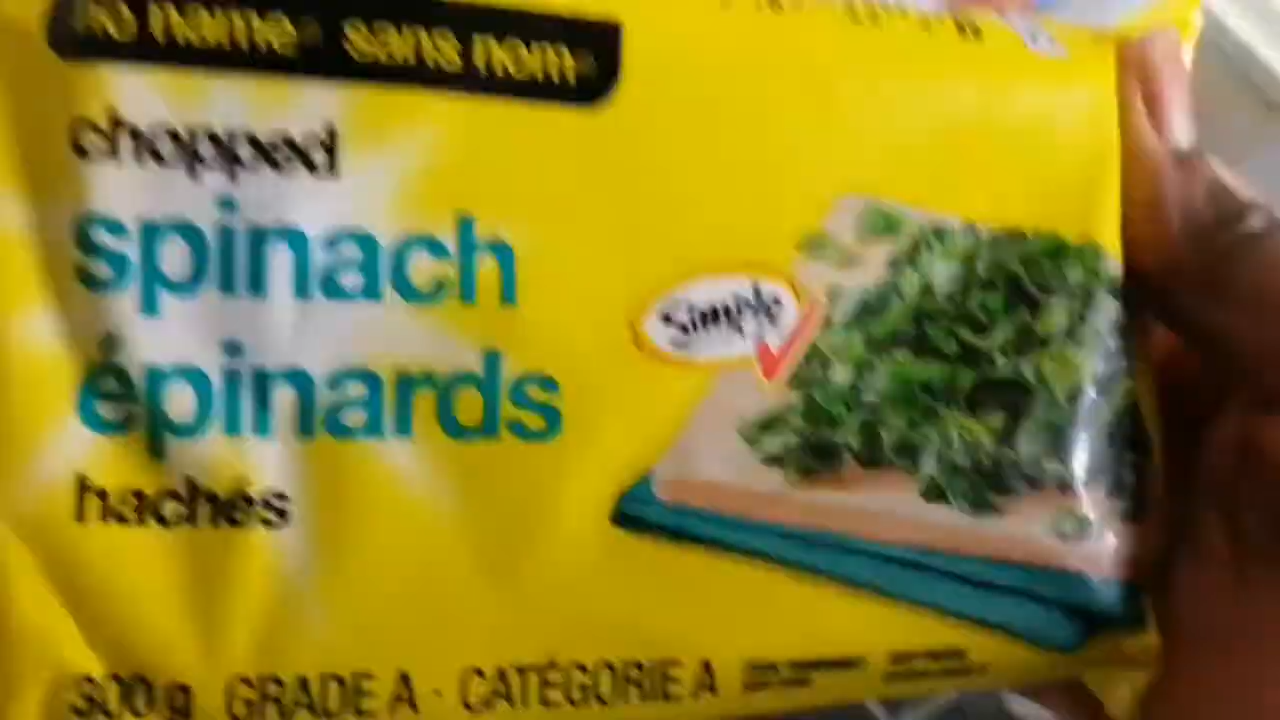 no name® sans nom®
chopped
spinach
épinards
hachés
Simple
300 g GRADE A · CATÉGORIE A